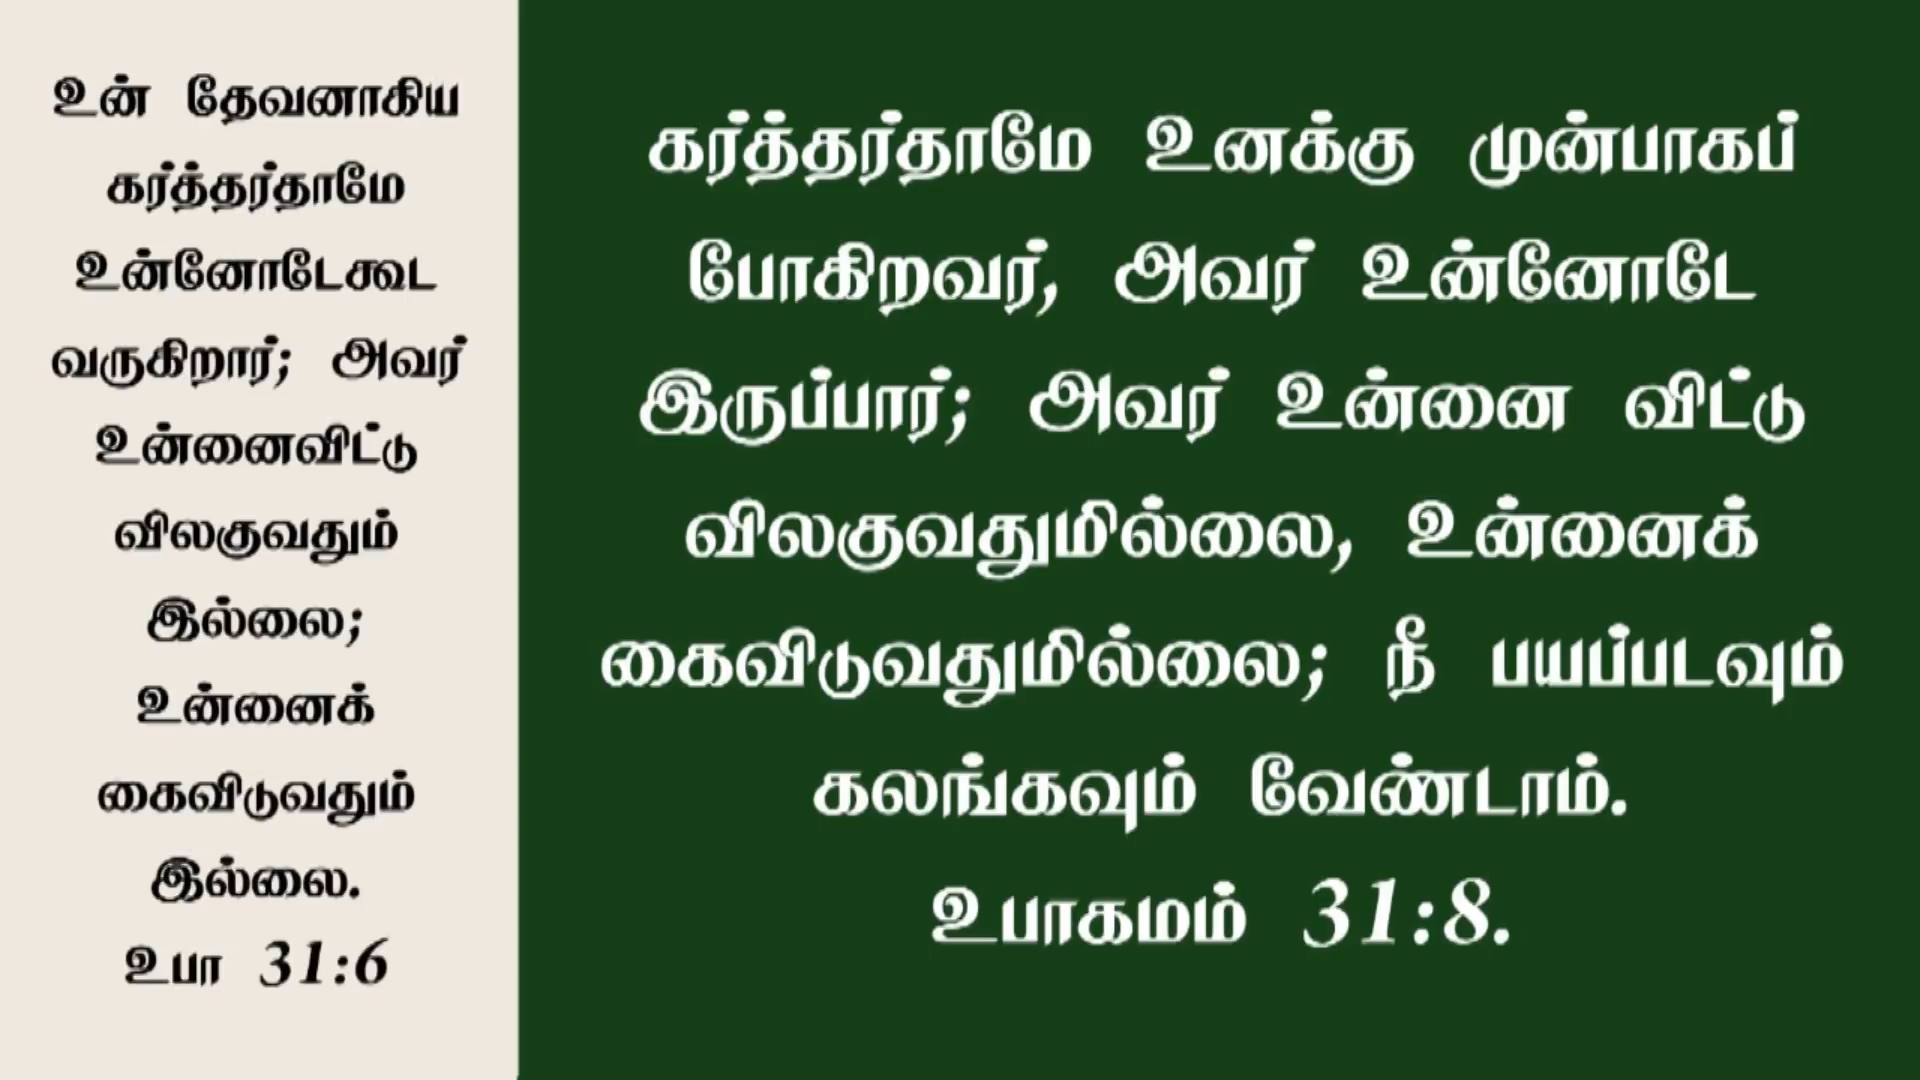 உன் தேவனாகிய
கர்த்தர்தாமே
உன்னோடேகூட
வருகிறார்; அவர்
உன்னைவிட்டு
விலகுவதும்
இல்லை;
உன்னைக்
கைவிடுவதும்
இல்லை.
உபா 31:6
கர்த்தர்தாமே உனக்கு முன்பாகப்
போகிறவர், அவர் உன்னோடே
இருப்பார்; அவர் உன்னை விட்டு
விலகுவதுமில்லை, உன்னைக்
கைவிடுவதுமில்லை; நீ பயப்படவும்
கலங்கவும் வேண்டாம்.
உபாகமம் 31:8.